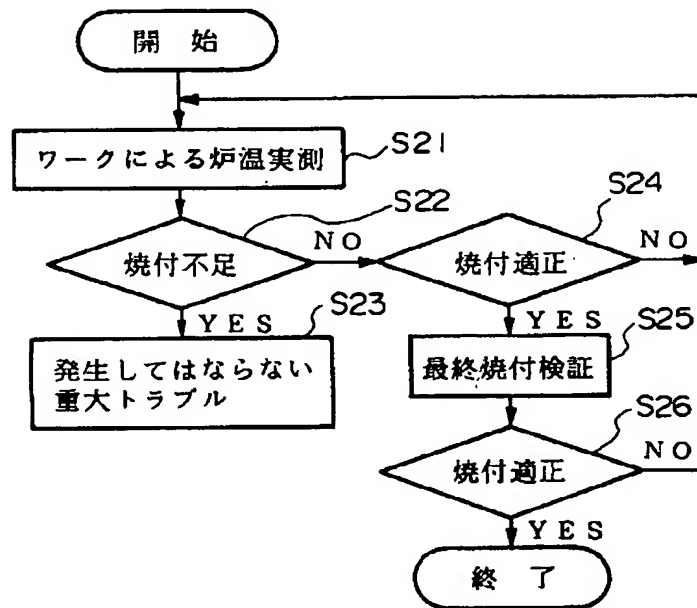 開始
ワークによる炉温実測
S21
焼付不足
S22
NO
焼付適正
S24
NO
YES
S23
発生してはならない
重大トラブル
YES
S25
最終焼付検証
S26
焼付適正
NO
YES
終了